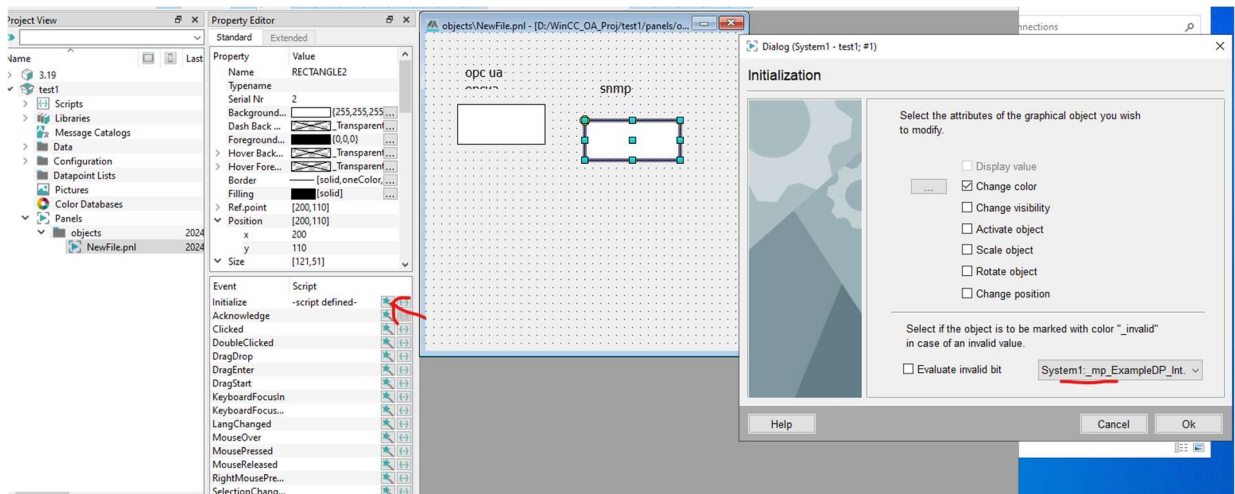 Project View
Name
Last
3.19
test1
Scripts
Libraries
Message Catalogs
Data
Configuration
Datapoint Lists
Pictures
Color Databases
Panels
objects 2024
NewFile.pnl 2024
Property Editor
Standard Extended
Property Value
Name RECTANGLE2
Typename
Serial Nr 2
Background... {255,255,255 ...
Dash Back ... _Transparent ...
Foreground... {0,0,0} ...
Hover Back... _Transparent ...
Hover Fore... _Transparent ...
Border [solid,oneColor, ...
Filling [solid] ...
Ref.point [200,110]
Position [200,110]
x 200
y 110
Size [121,51]
Event Script
Initialize -script defined-
Acknowledge
Clicked
DoubleClicked
DragDrop
DragEnter
DragStart
KeyboardFocusIn
KeyboardFocus...
LangChanged
MouseOver
MousePressed
MouseReleased
RightMousePre...
SelectionChang...
objects\NewFile.pnl - [D:/WinCC_OA_Proj/test1/panels/o...
opc ua
snmp
nnections
Dialog (System1 - test1; #1)
Initialization
Select the attributes of the graphical object you wish
to modify.
Display value
... Change color
Change visibility
Activate object
Scale object
Rotate object
Change position
Select if the object is to be marked with color "_invalid"
in case of an invalid value.
Evaluate invalid bit System1:_mp_ExampleDP_Int.
Help Cancel Ok